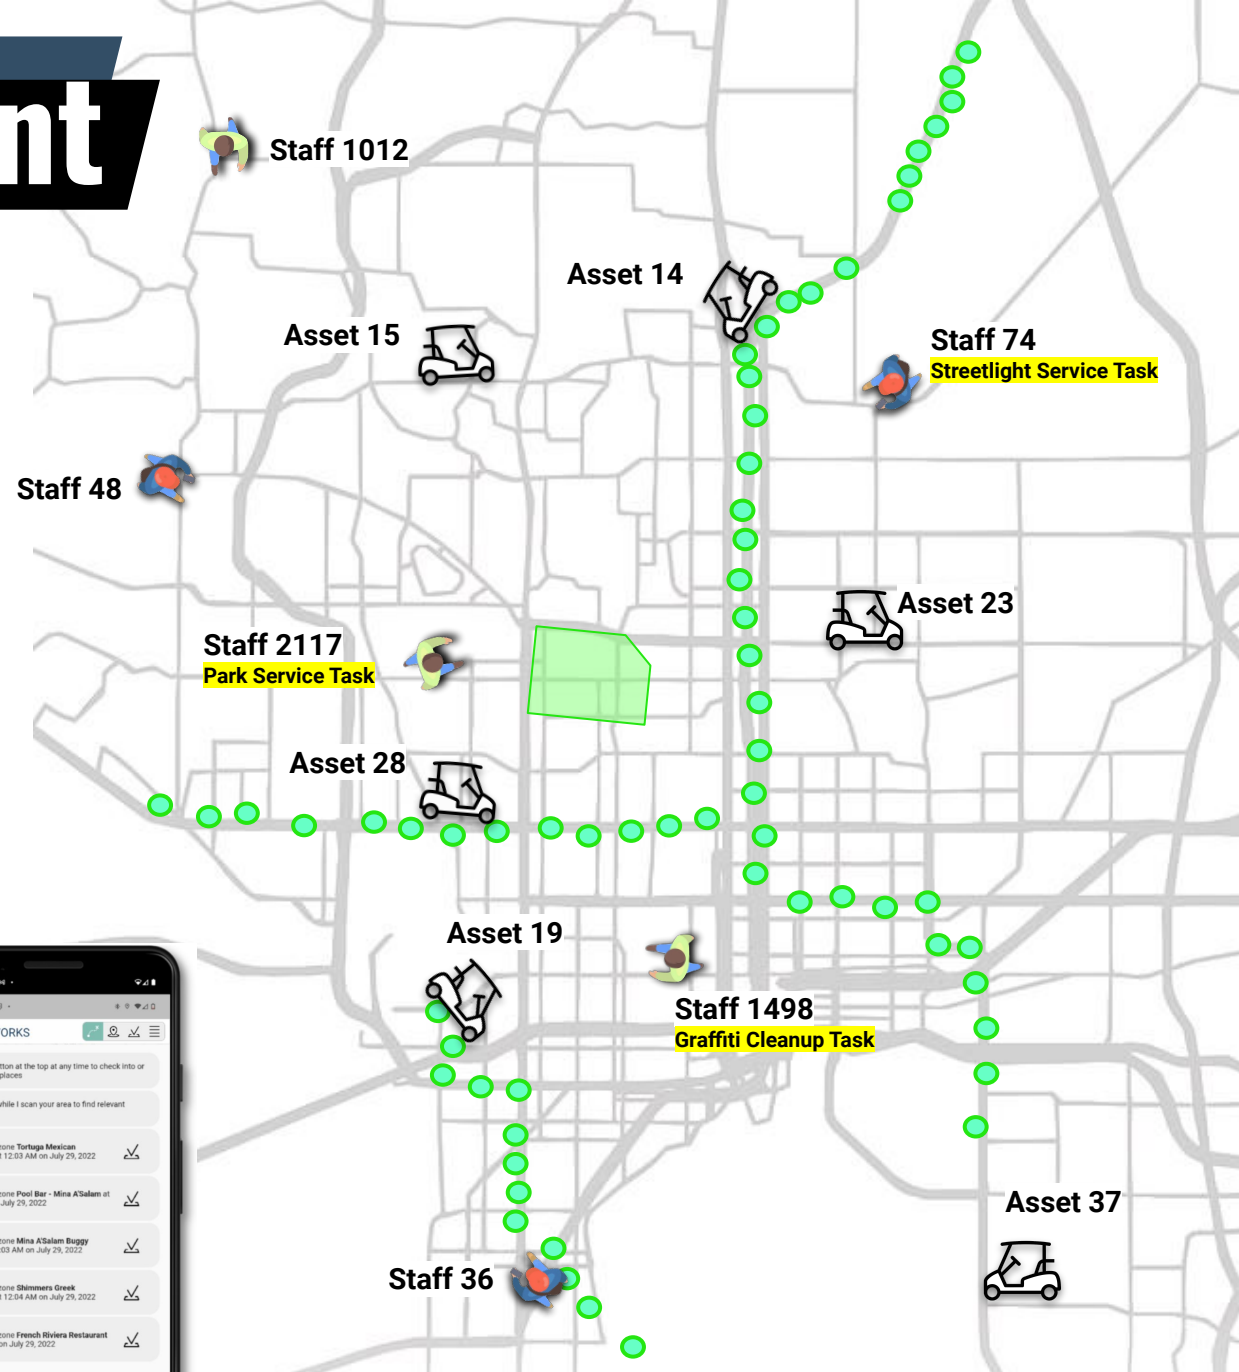 nt
Staff 1012
Asset 14
Asset 15
Staff 74
Streetlight Service Task
Staff 48
Asset 23
Staff 2117
Park Service Task
Asset 28
Asset 19
Staff 1498
Graffiti Cleanup Task
Asset 37
Staff 36
ORKS
tton at the top at any time to check into or
places
while I scan your area to find relevant
zone Tortuga Mexican
12:03 AM on July 29, 2022
zone Pool Bar - Mina A'Salam at
July 29, 2022
zone Mina A'Salam Buggy
:03 AM on July 29, 2022
zone Shimmers Greek
12:04 AM on July 29, 2022
zone French Riviera Restaurant
on July 29, 2022